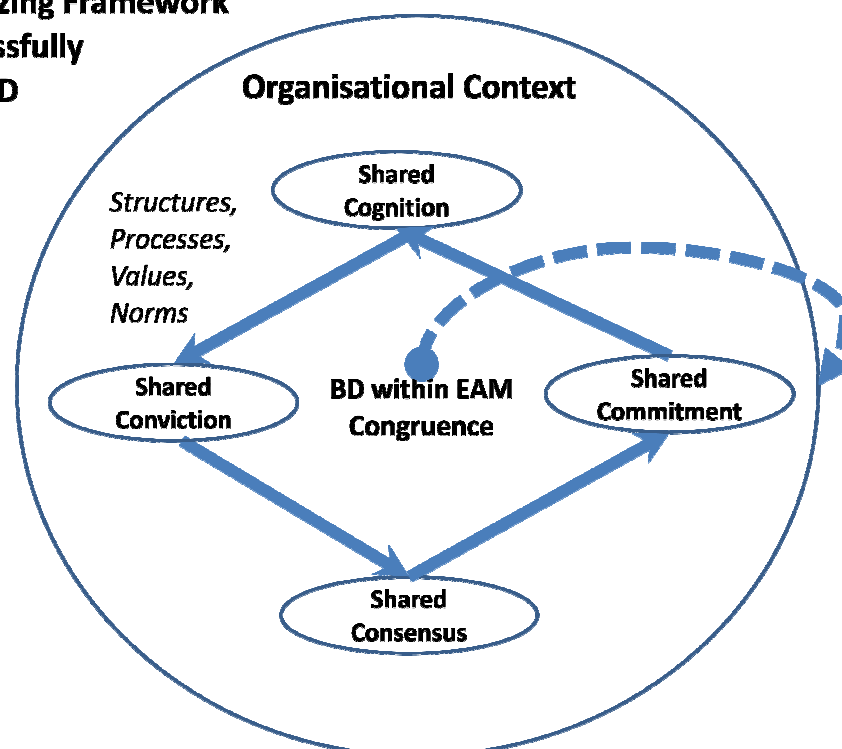 zing Framework
ssfully
D
Organisational Context
Shared
Cognition
Structures,
Processes,
Values,
Norms
Shared
Conviction
BD within EAM
Congruence
Shared
Commitment
Shared
Consensus